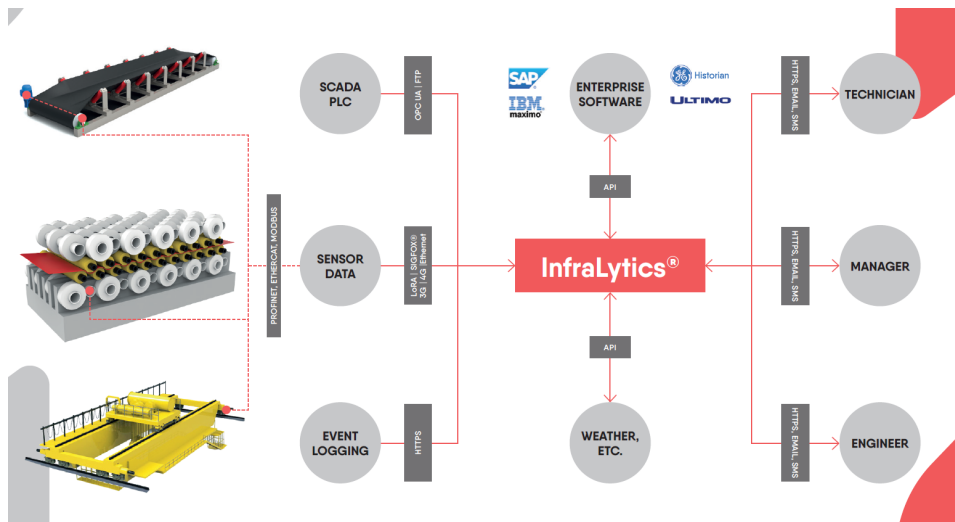 SCADA
PLC
OPC UA | FTP
SAP
IBM
maximo
ENTERPRISE
SOFTWARE
GE
Historian
ULTIMO
HTTPS, EMAIL, SMS
TECHNICIAN
API
PROFINET, ETHERCAT, MODBUS
SENSOR
DATA
LoRA | SIGFOX®
3G | 4G |Ethernet
InfraLytics®
HTTPS, EMAIL, SMS
MANAGER
API
EVENT
LOGGING
HTTPS
WEATHER,
ETC.
HTTPS, EMAIL, SMS
ENGINEER